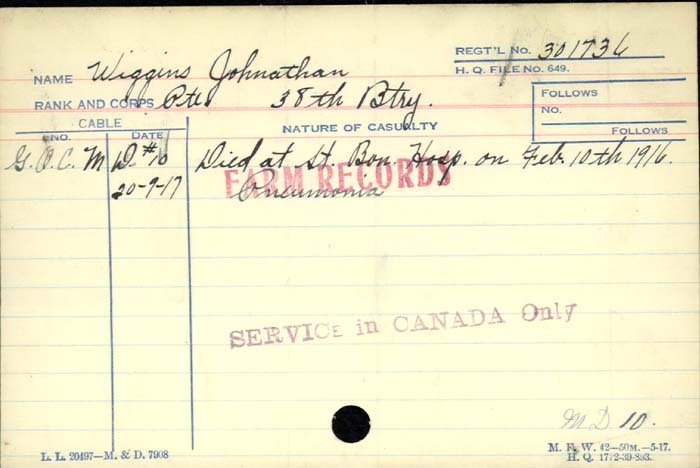 REGT'L No. 301736
H. Q. FILE No. 649.
NAME Wiggins Johnathan
RANK AND CORPS Pte 38th Btry.
FOLLOWS
No.
FOLLOWS
CABLE
NO. DATE
NATURE OF CASUALTY
G.O.C. M D. #10 Died at St. Bon. Hosp. on Feb. 10th 1916.
20-9-17 Pneumonia
FARM RECORDS
SERVICE in CANADA Only
M D 10.
L. L. 20497—M. & D. 7908
M. F. W. 42—50M.—5-17.
H. Q. 1772-39-893.